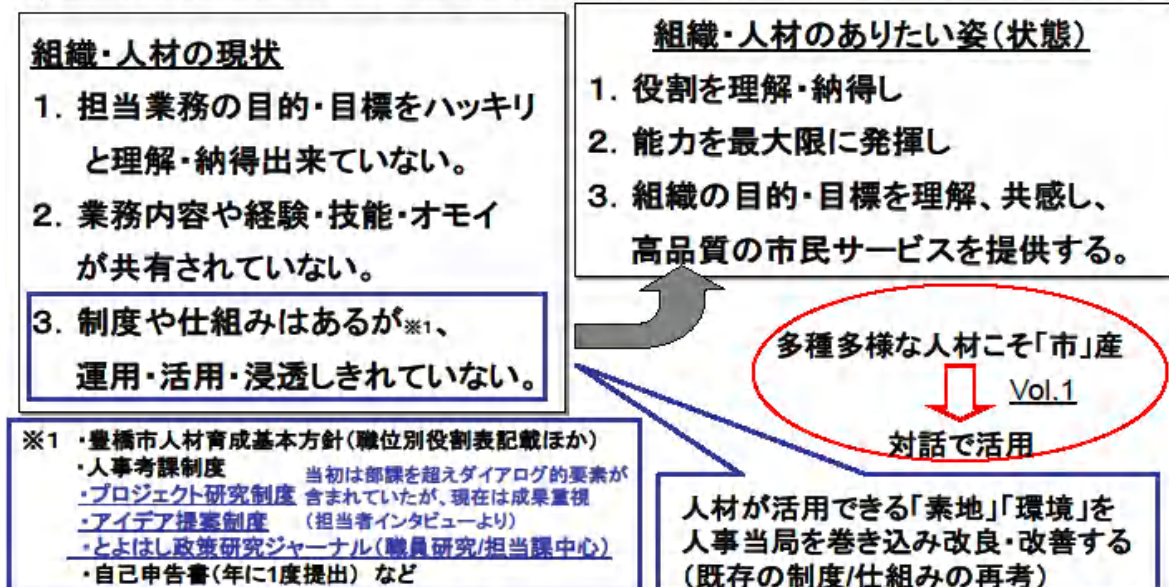 組織・人材の現状
1. 担当業務の目的・目標をハッキリ
と理解・納得出来ていない。
2. 業務内容や経験・技能・オモイ
が共有されていない。
3. 制度や仕組みはあるが※1、
運用・活用・浸透しきれていない。
組織・人材のありたい姿(状態)
1. 役割を理解・納得し
2. 能力を最大限に発揮し
3. 組織の目的・目標を理解、共感し、
高品質の市民サービスを提供する。
多種多様な人材こそ「市」産
Vol.1
対話で活用
※1 ・豊橋市人材育成基本方針(職位別役割表記載ほか)
・人事考課制度
・プロジェクト研究制度
・アイデア提案制度
当初は部課を超えダイアログ的要素が
含まれていたが、現在は成果重視
(担当者インタビューより)
・とよはし政策研究ジャーナル(職員研究/担当課中心)
・自己申告書(年に1度提出) など
人材が活用できる「素地」「環境」を
人事当局を巻き込み改良・改善する
(既存の制度/仕組みの再考)